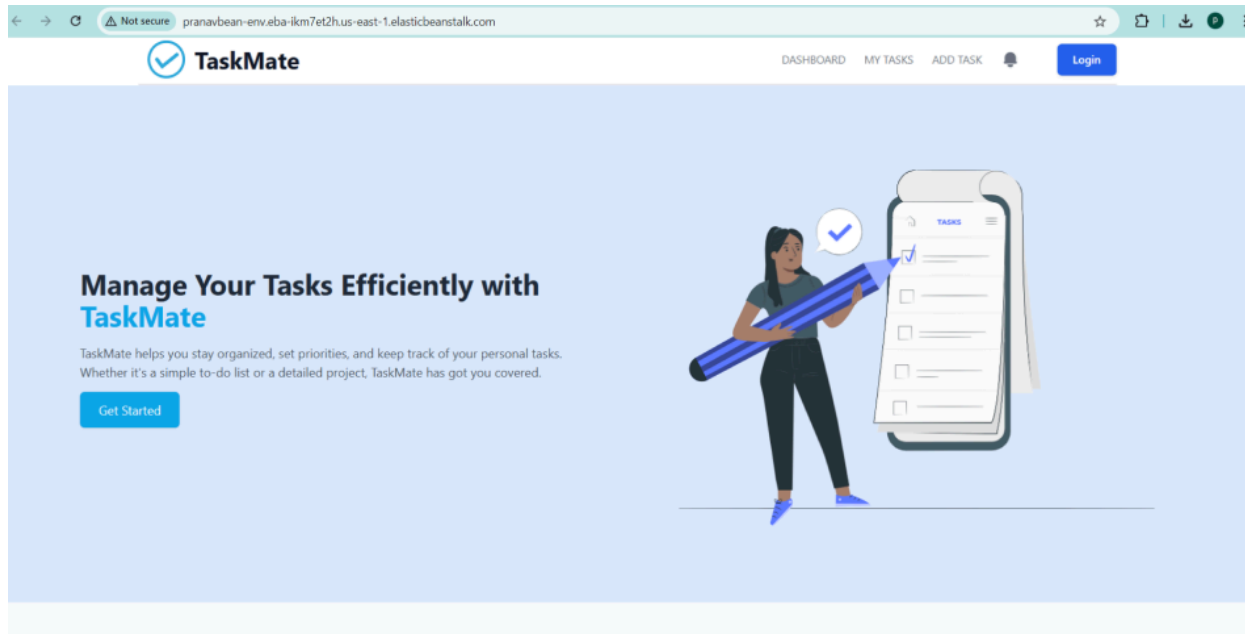 Not secure
pranavbean-env.eba-ikm7et2h.us-east-1.elasticbeanstalk.com
P
TaskMate
DASHBOARD MY TASKS ADD TASK
Login
TASKS
Manage Your Tasks Efficiently with
TaskMate
TaskMate helps you stay organized, set priorities, and keep track of your personal tasks.
Whether it's a simple to-do list or a detailed project, TaskMate has got you covered.
Get Started